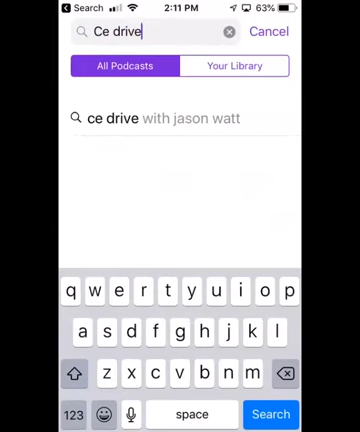 Search 2:11 PM 63%
Ce drive Cancel
All Podcasts Your Library
ce drive with jason watt
q w e r t y u i o p
a s d f g h j k l
z x c v b n m
123 space Search